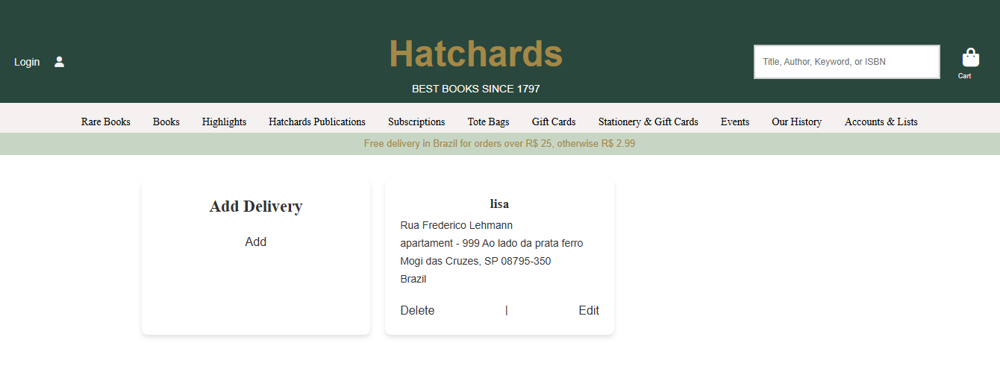 Login
Hatchards
BEST BOOKS SINCE 1797
Title, Author, Keyword, or ISBN
Cart
Rare Books Books Highlights Hatchards Publications Subscriptions Tote Bags Gift Cards Stationery & Gift Cards Events Our History Accounts & Lists
Free delivery in Brazil for orders over R$ 25, otherwise R$ 2.99
Add Delivery
Add
lisa
Rua Frederico Lehmann
apartament - 999 Ao lado da prata ferro
Mogi das Cruzes, SP 08795-350
Brazil
Delete | Edit